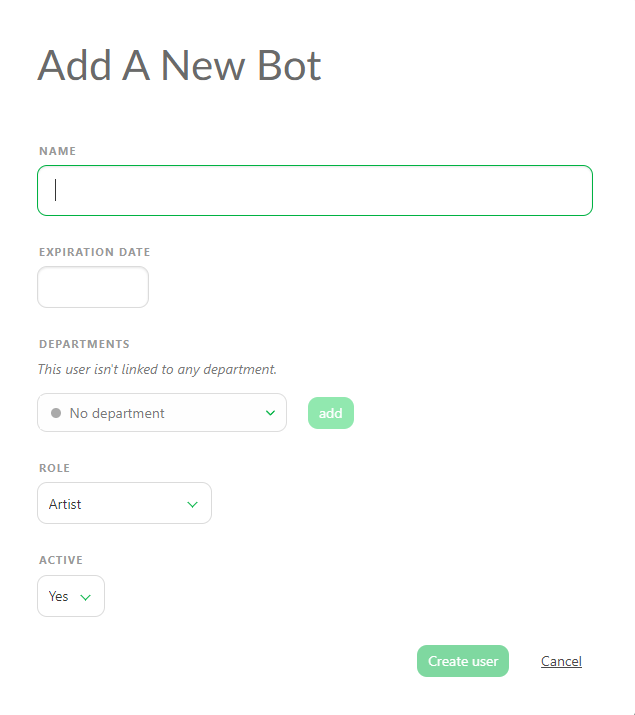 Add A New Bot
NAME
EXPIRATION DATE
DEPARTMENTS
This user isn't linked to any department.
No department
add
ROLE
Artist
ACTIVE
Yes
Create user Cancel